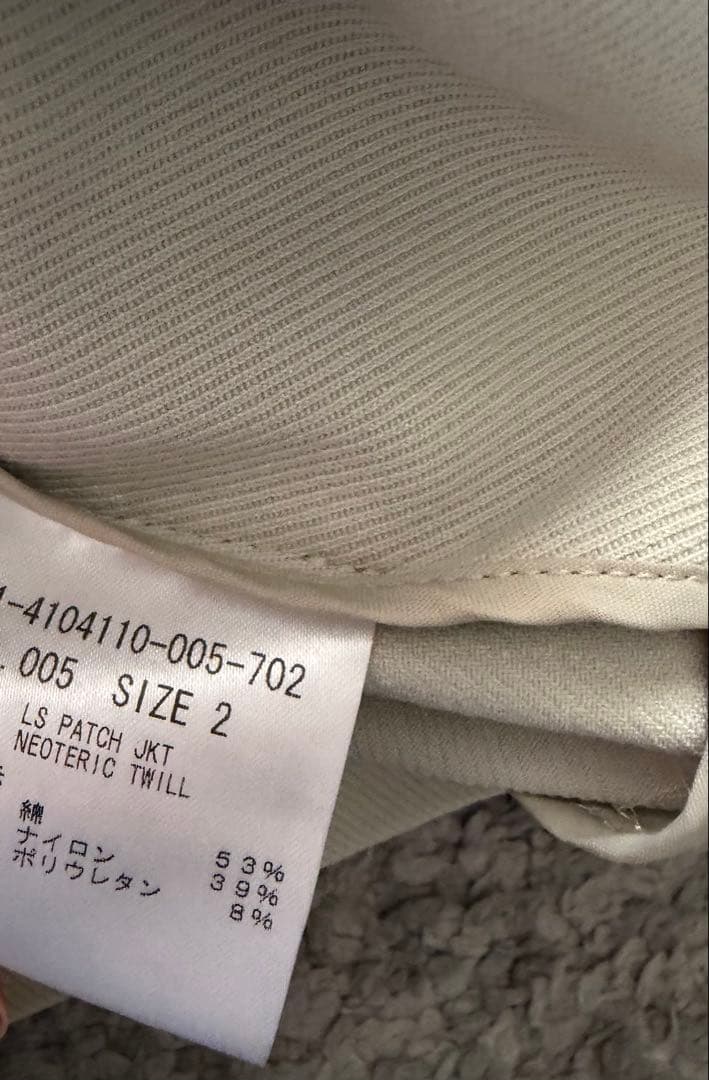 -4104110-005-702
. 005 SIZE 2
LS PATCH JKT
NEOTERIC TWILL
綿 53%
ナイロン 39%
ポリウレタン 8%